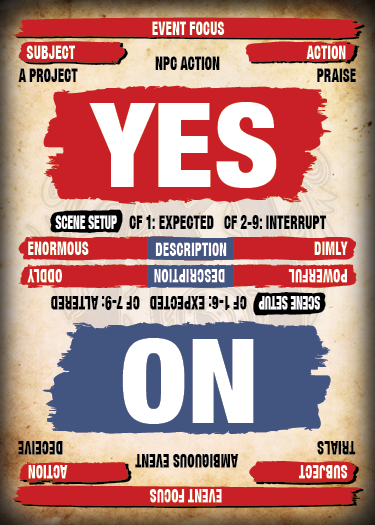 EVENT FOCUS
SUBJECT NPC ACTION ACTION
A PROJECT PRAISE
YES
SCENE SETUP CF 1: EXPECTED CF 2-9: INTERRUPT
ENORMOUS DESCRIPTION DIMLY
EVENT FOCUS
SUBJECT AMBIGUOUS EVENT ACTION
TRIALS DECEIVE
NO
SCENE SETUP CF 1-6: EXPECTED CF 7-9: ALTERED
POWERFUL DESCRIPTION ODDLY